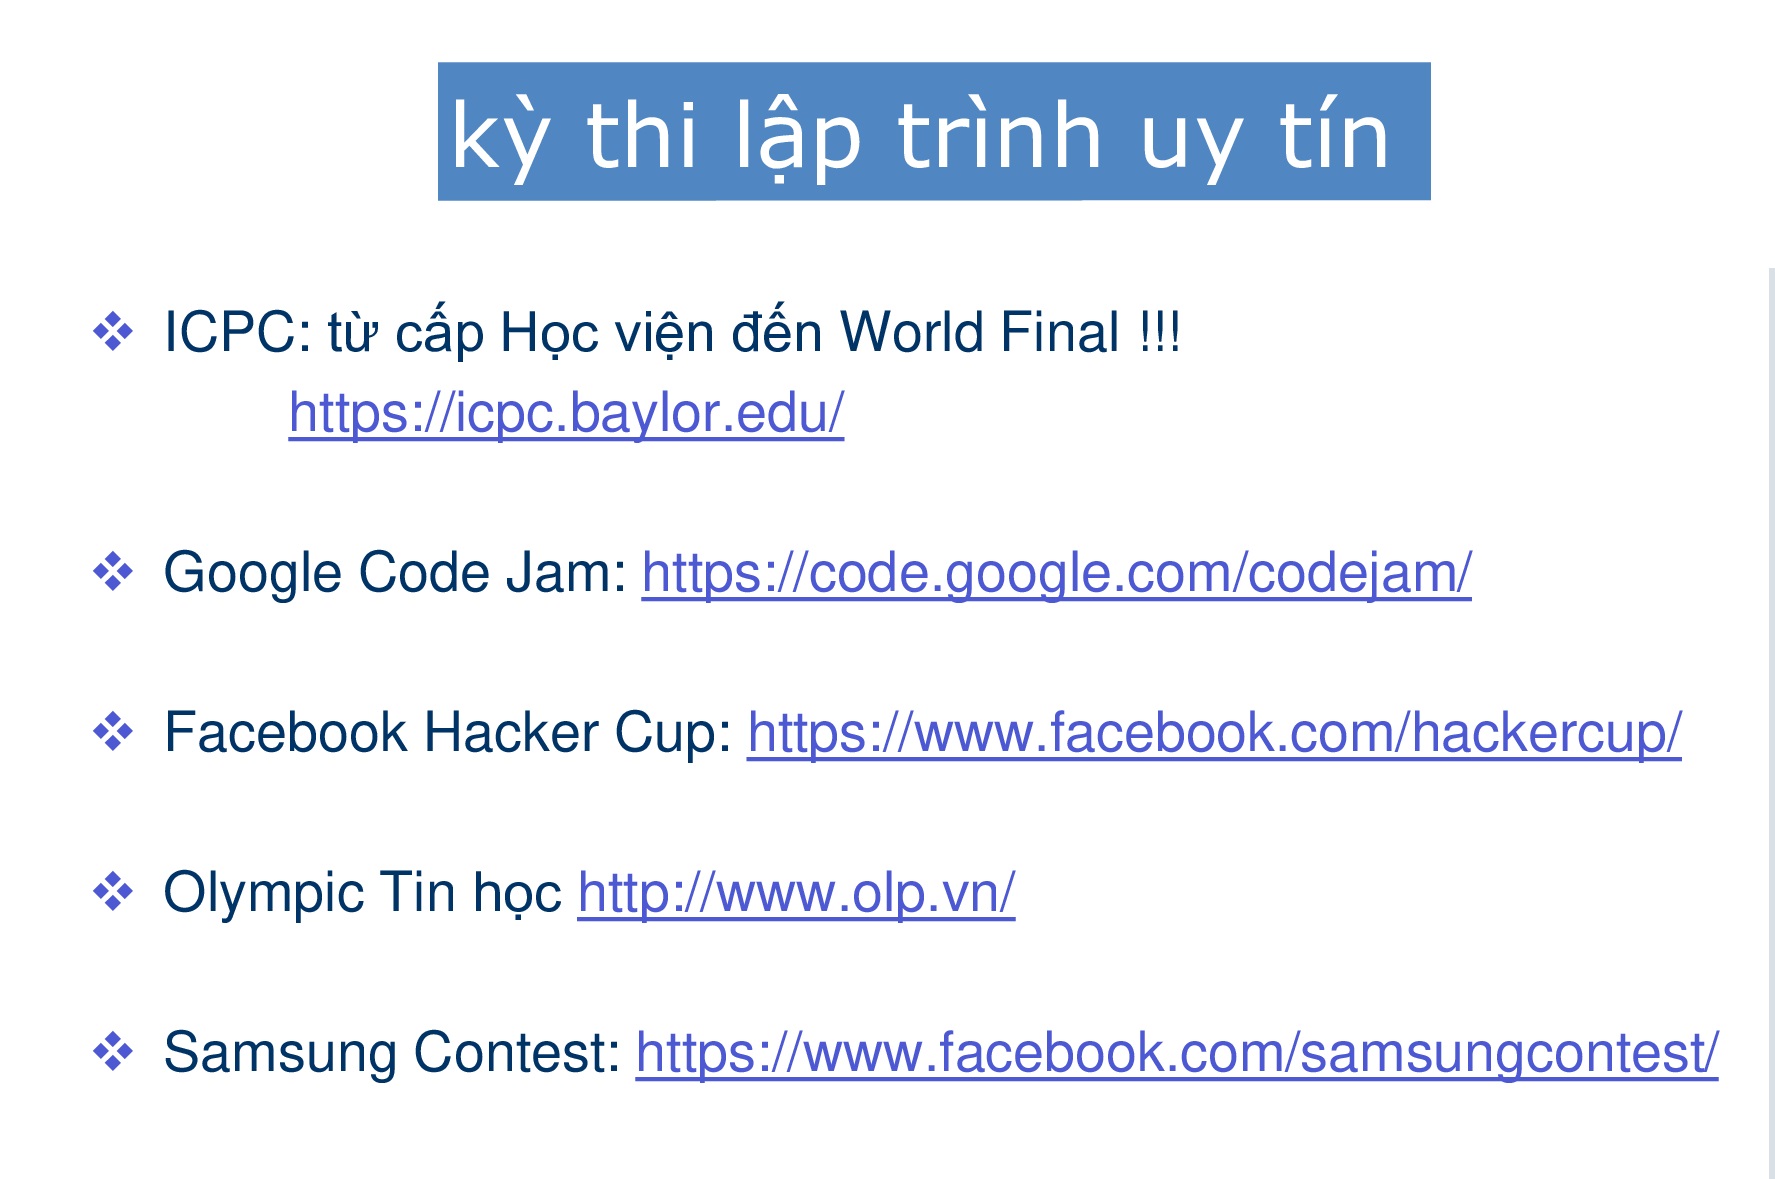 kỳ thi lập trình uy tín
ICPC: từ cấp Học viện đến World Final !!!
https://icpc.baylor.edu/
Google Code Jam: https://code.google.com/codejam/
Facebook Hacker Cup: https://www.facebook.com/hackercup/
Olympic Tin học http://www.olp.vn/
Samsung Contest: https://www.facebook.com/samsungcontest/